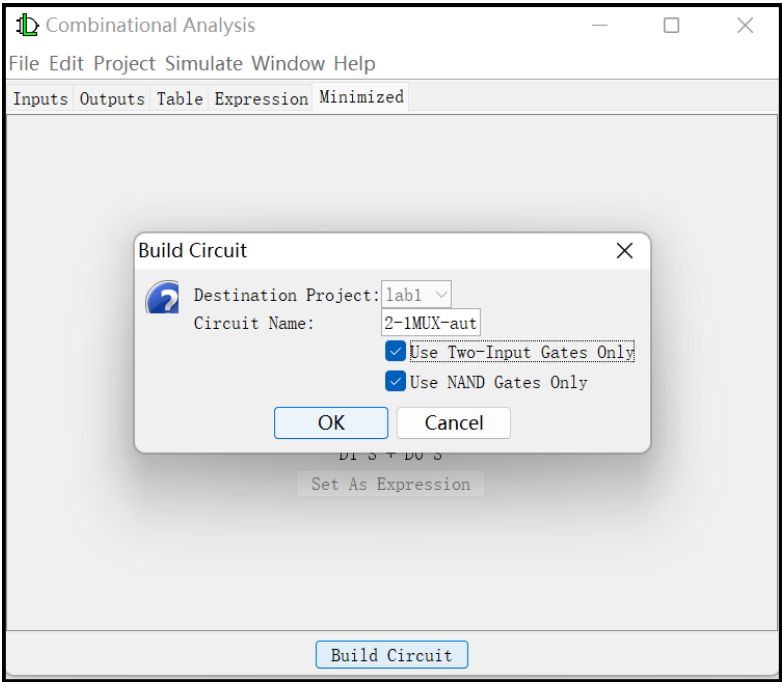 Combinational Analysis
File Edit Project Simulate Window Help
Inputs Outputs Table Expression Minimized
Build Circuit
Destination Project: lab1
Circuit Name: 2-1MUX-aut
Use Two-Input Gates Only
Use NAND Gates Only
OK Cancel
S + D0 S
Set As Expression
Build Circuit